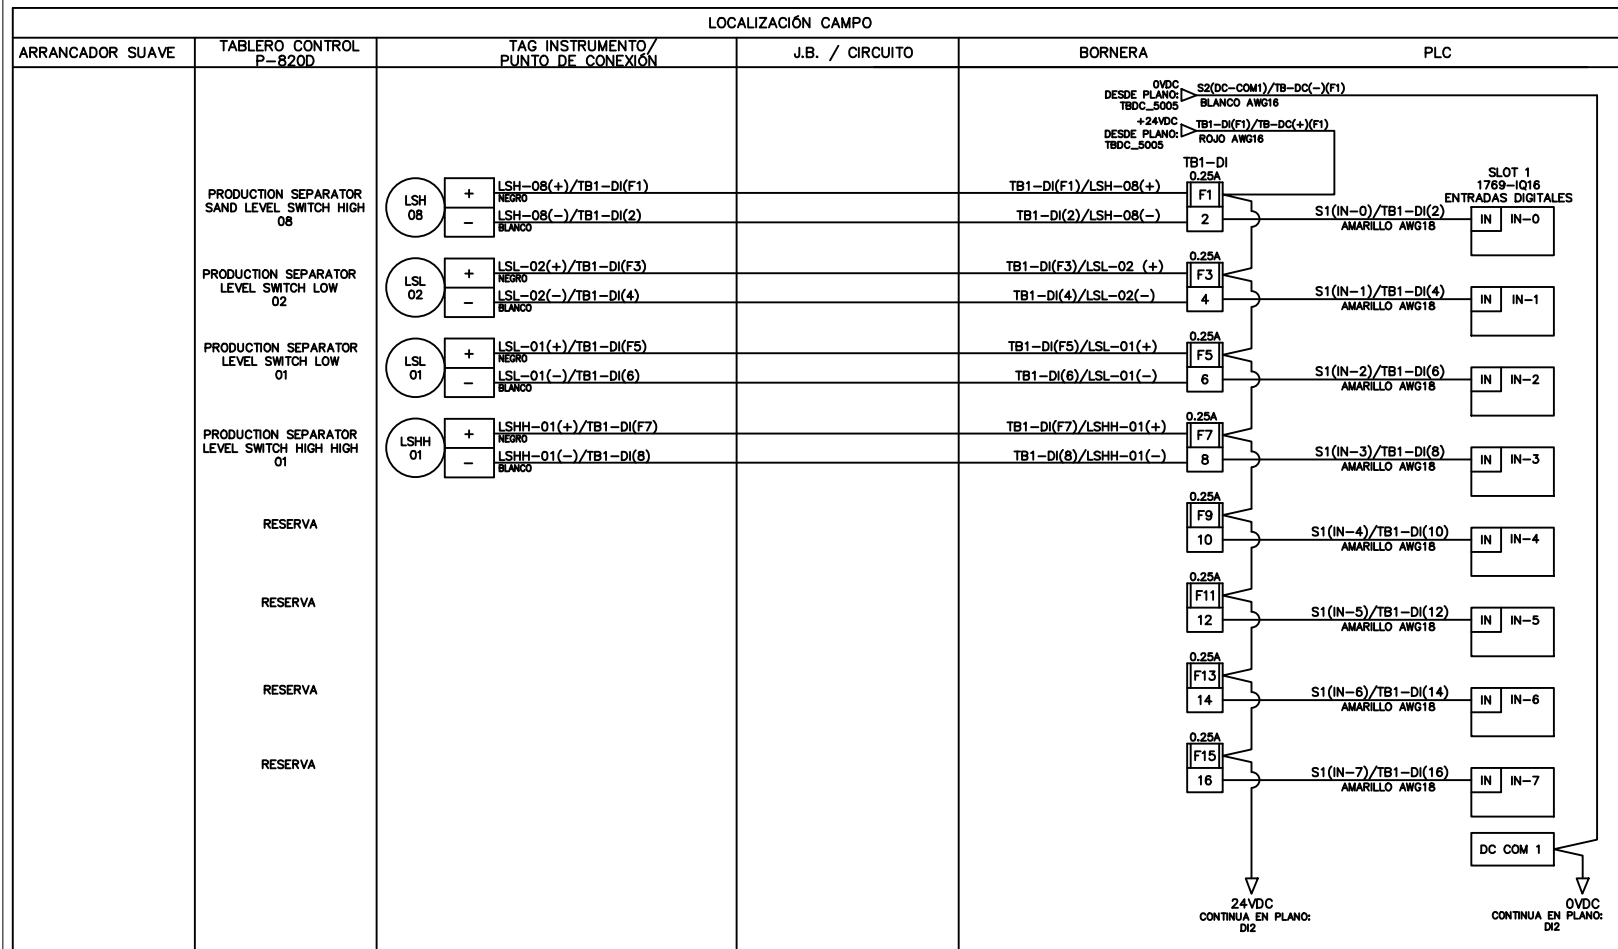 LOCALIZACIÓN CAMPO
ARRANCADOR SUAVE
TABLERO CONTROL
P-820D
TAG INSTRUMENTO/
PUNTO DE CONEXIÓN
J.B. / CIRCUITO
BORNERA
PLC
0VDC
DESDE PLANO:
TBDC_5005
S2(DC-COM1)/TB-DC(-)(F1)
BLANCO AWG16
+24VDC
DESDE PLANO:
TBDC_5005
TB1-DI(F1)/TB-DC(+)(F1)
ROJO AWG16
TB1-DI
SLOT 1
1769-IQ16
ENTRADAS DIGITALES
PRODUCTION SEPARATOR
SAND LEVEL SWITCH HIGH
08
LSH
08
+
-
LSH-08(+)/TB1-DI(F1)
NEGRO
LSH-08(-)/TB1-DI(2)
BLANCO
TB1-DI(F1)/LSH-08(+)
TB1-DI(2)/LSH-08(-)
0.25A
F1
2
S1(IN-0)/TB1-DI(2)
AMARILLO AWG18
IN IN-0
PRODUCTION SEPARATOR
LEVEL SWITCH LOW
02
LSL
02
+
-
LSL-02(+)/TB1-DI(F3)
NEGRO
LSL-02(-)/TB1-DI(4)
BLANCO
TB1-DI(F3)/LSL-02 (+)
TB1-DI(4)/LSL-02(-)
0.25A
F3
4
S1(IN-1)/TB1-DI(4)
AMARILLO AWG18
IN IN-1
PRODUCTION SEPARATOR
LEVEL SWITCH LOW
01
LSL
01
+
-
LSL-01(+)/TB1-DI(F5)
NEGRO
LSL-01(-)/TB1-DI(6)
BLANCO
TB1-DI(F5)/LSL-01(+)
TB1-DI(6)/LSL-01(-)
0.25A
F5
6
S1(IN-2)/TB1-DI(6)
AMARILLO AWG18
IN IN-2
PRODUCTION SEPARATOR
LEVEL SWITCH HIGH HIGH
01
LSHH
01
+
-
LSHH-01(+)/TB1-DI(F7)
NEGRO
LSHH-01(-)/TB1-DI(8)
BLANCO
TB1-DI(F7)/LSHH-01(+)
TB1-DI(8)/LSHH-01(-)
0.25A
F7
8
S1(IN-3)/TB1-DI(8)
AMARILLO AWG18
IN IN-3
RESERVA
0.25A
F9
10
S1(IN-4)/TB1-DI(10)
AMARILLO AWG18
IN IN-4
RESERVA
0.25A
F11
12
S1(IN-5)/TB1-DI(12)
AMARILLO AWG18
IN IN-5
RESERVA
0.25A
F13
14
S1(IN-6)/TB1-DI(14)
AMARILLO AWG18
IN IN-6
RESERVA
0.25A
F15
16
S1(IN-7)/TB1-DI(16)
AMARILLO AWG18
IN IN-7
DC COM 1
24VDC
CONTINUA EN PLANO:
DI2
0VDC
CONTINUA EN PLANO:
DI2